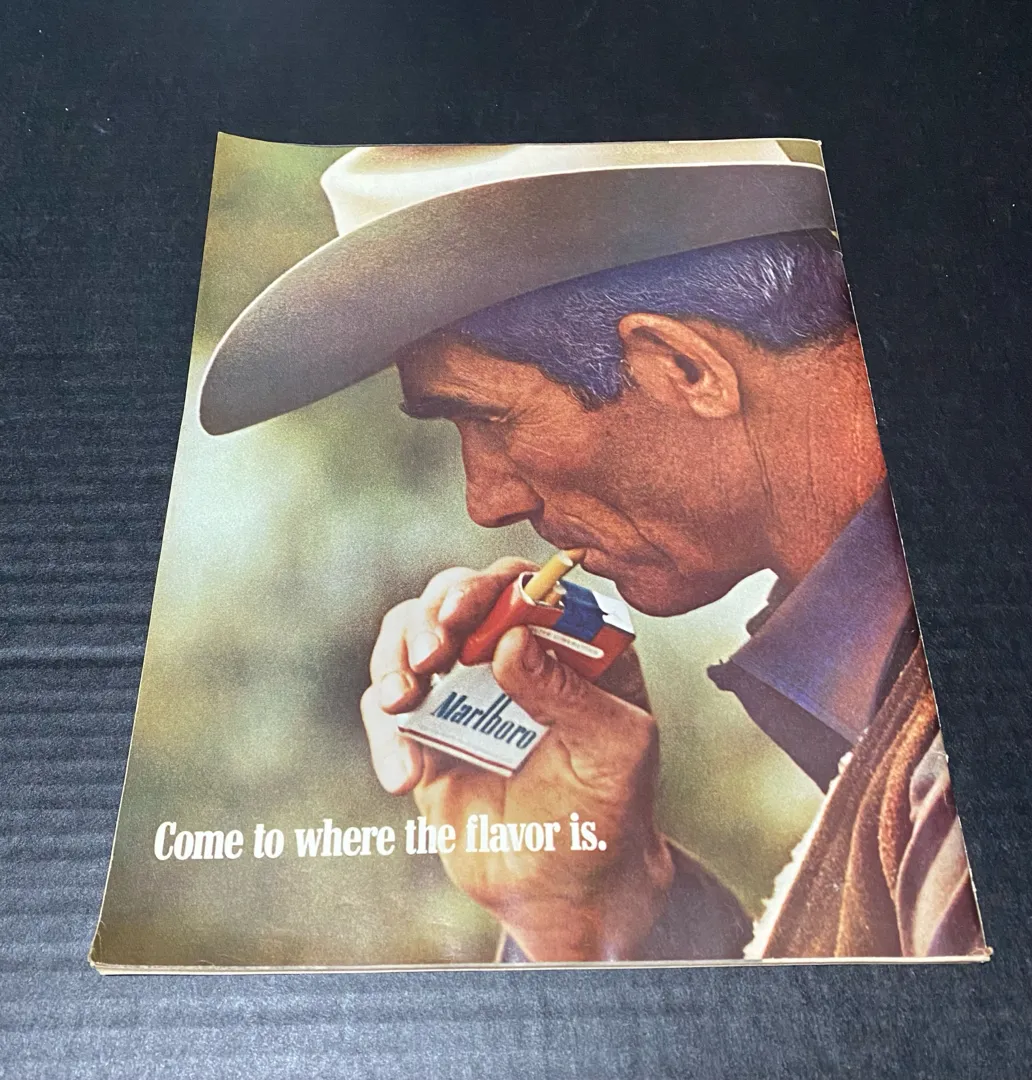 Marlboro
Come to where the flavor is.